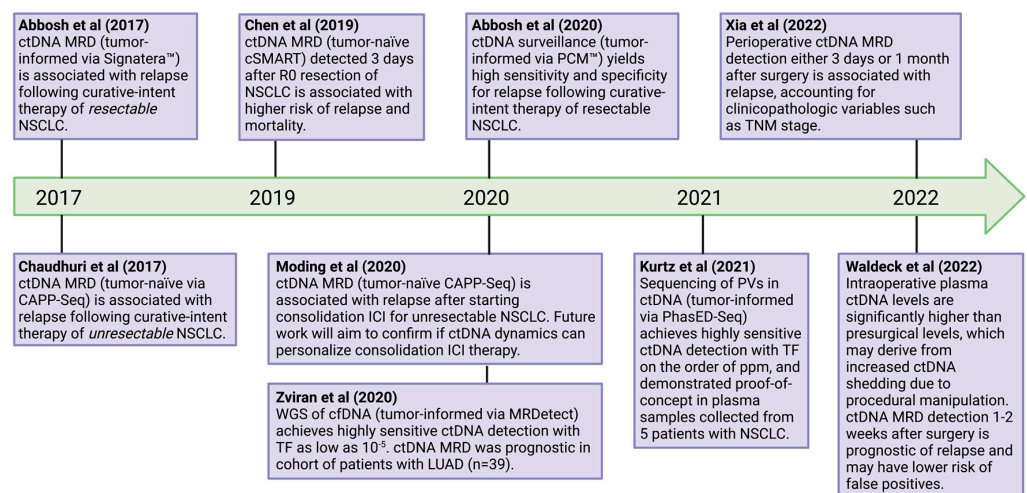 Abbosh et al (2017)
ctDNA MRD (tumor-
informed via Signatera™)
is associated with relapse
following curative-intent
therapy of resectable
NSCLC.
Chen et al (2019)
ctDNA MRD (tumor-naïve
cSMART) detected 3 days
after R0 resection of
NSCLC is associated with
higher risk of relapse and
mortality.
Abbosh et al (2020)
ctDNA surveillance (tumor-
informed via PCM™) yields
high sensitivity and specificity
for relapse following curative-
intent therapy of resectable
NSCLC.
Xia et al (2022)
Perioperative ctDNA MRD
detection either 3 days or 1 month
after surgery is associated with
relapse, accounting for
clinicopathologic variables such
as TNM stage.
2017 2019 2020 2021 2022
Chaudhuri et al (2017)
ctDNA MRD (tumor-naïve via
CAPP-Seq) is associated with
relapse following curative-intent
therapy of unresectable NSCLC.
Moding et al (2020)
ctDNA MRD (tumor-naïve CAPP-Seq) is
associated with relapse after starting
consolidation ICI for unresectable NSCLC. Future
work will aim to confirm if ctDNA dynamics can
personalize consolidation ICI therapy.
Zviran et al (2020)
WGS of cfDNA (tumor-informed via MRDetect)
achieves highly sensitive ctDNA detection with
TF as low as 10⁻⁵. ctDNA MRD was prognostic in
cohort of patients with LUAD (n=39).
Kurtz et al (2021)
Sequencing of PVs in
ctDNA (tumor-informed
via PhasED-Seq)
achieves highly sensitive
ctDNA detection with TF
on the order of ppm, and
demonstrated proof-of-
concept in plasma
samples collected from
5 patients with NSCLC.
Waldeck et al (2022)
Intraoperative plasma
ctDNA levels are
significantly higher than
presurgical levels, which
may derive from
increased ctDNA
shedding due to
procedural manipulation.
ctDNA MRD detection 1-2
weeks after surgery is
prognostic of relapse and
may have lower risk of
false positives.